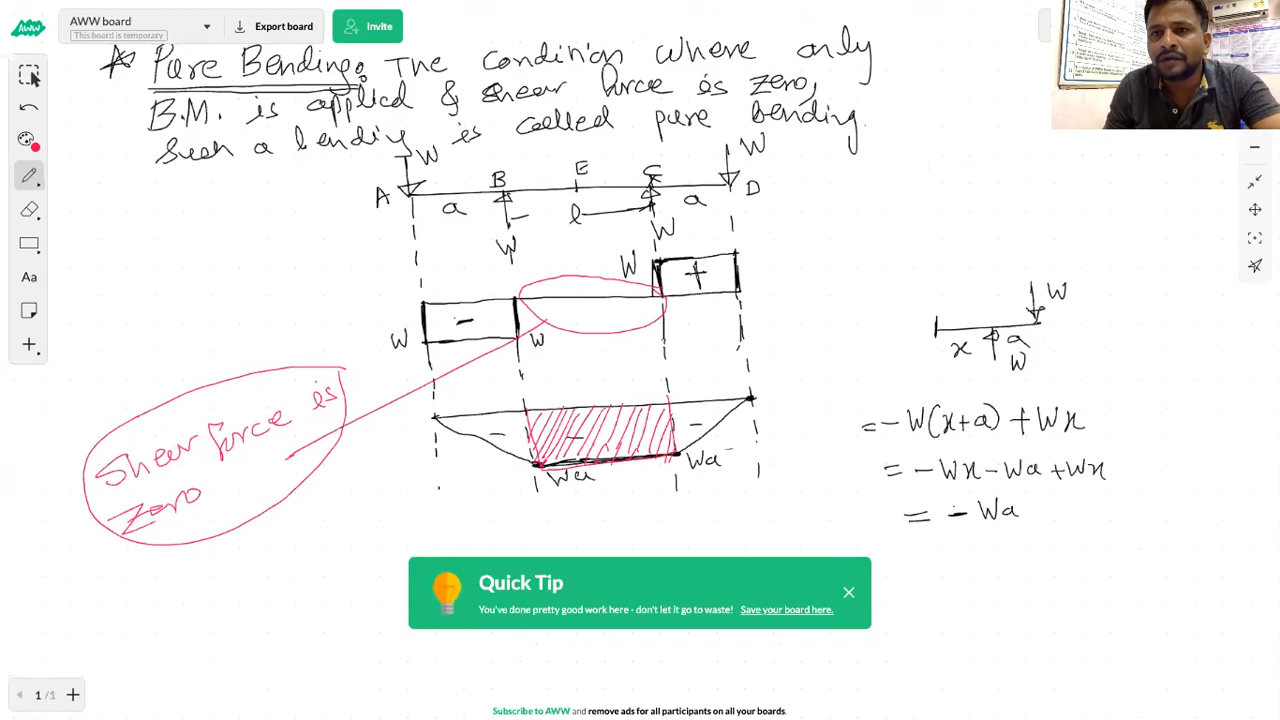 AWW
AWW board
This board is temporary
Export board
Invite
Pure Bending: The Condition where only
B.M. is applied & shear force is zero,
Such a bending is called pure bending.
W
W
A
B
E
C
D
a
l
a
W
W
W
+
-
W
W
Shear force is
Zero
-
-
-
Wa
Wa
W
x
a
W
= -W(x+a) + Wx
= -Wx - Wa + Wx
= - Wa
Aa
Quick Tip
You've done pretty good work here - don't let it go to waste! Save your board here.
1 / 1
Subscribe to AWW and remove ads for all participants on all your boards.